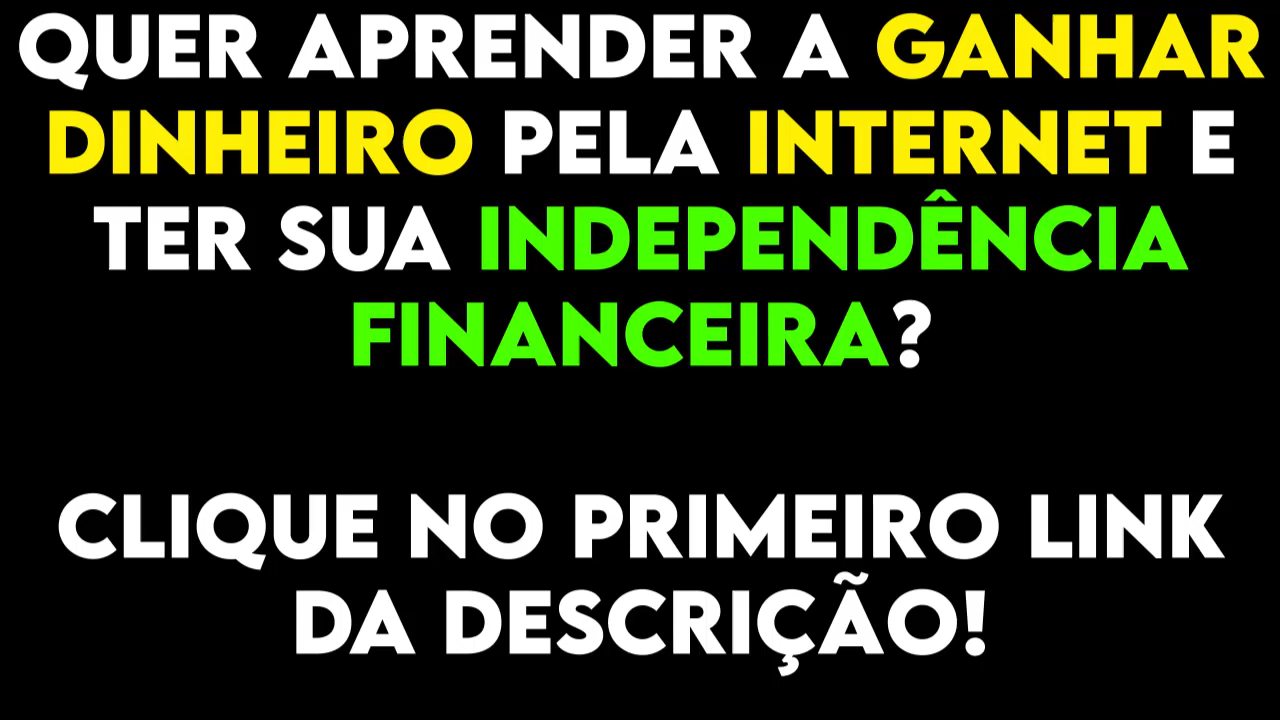 QUER APRENDER A GANHAR
DINHEIRO PELA INTERNET E
TER SUA INDEPENDÊNCIA
FINANCEIRA?
CLIQUE NO PRIMEIRO LINK
DA DESCRIÇÃO!